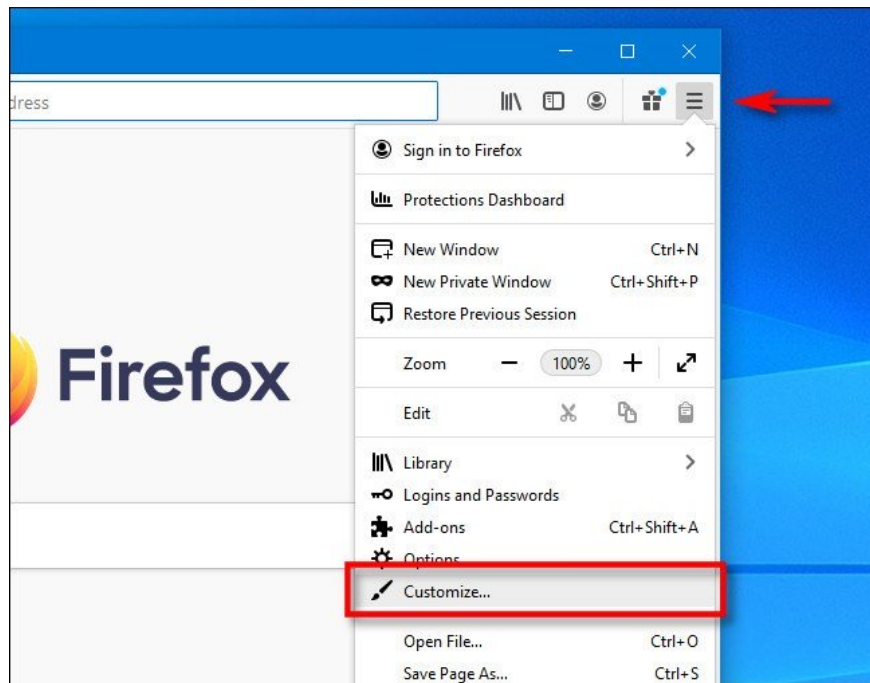 dress
Sign in to Firefox
Protections Dashboard
New Window Ctrl+N
New Private Window Ctrl+Shift+P
Restore Previous Session
Zoom 100%
Firefox
Edit
Library
Logins and Passwords
Add-ons Ctrl+Shift+A
Options
Customize...
Open File... Ctrl+O
Save Page As... Ctrl+S